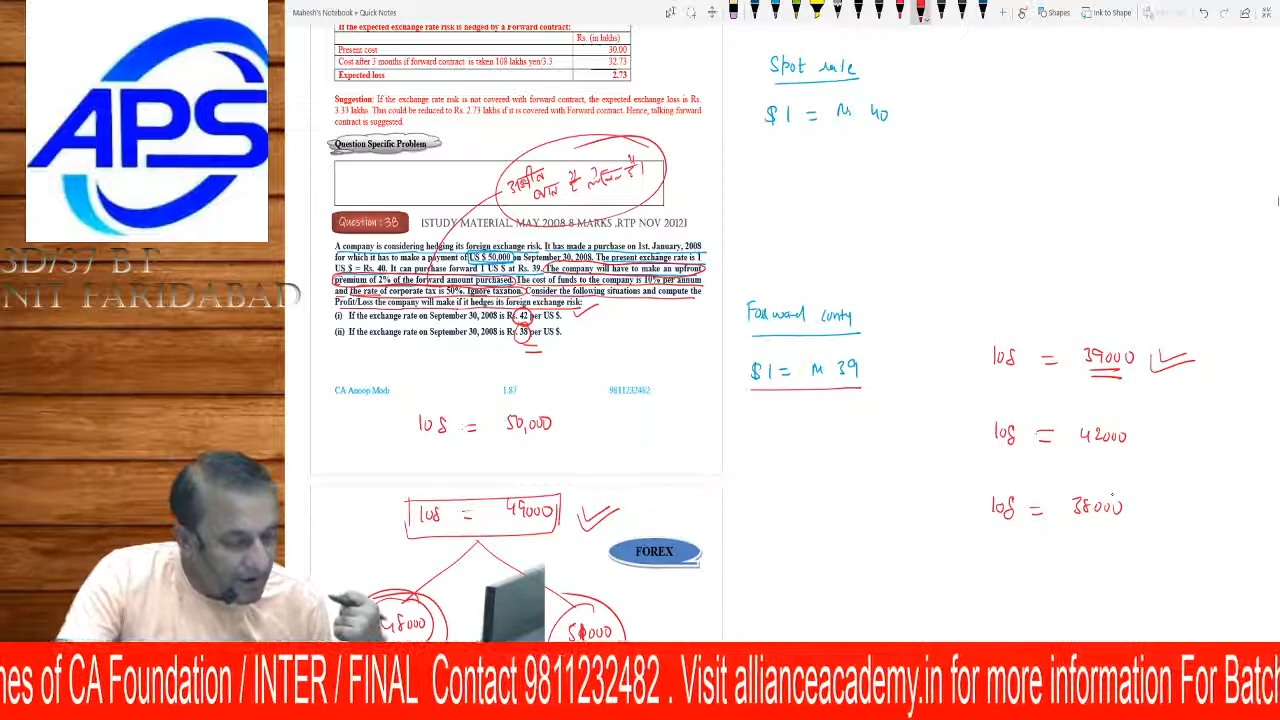 Mahesh's Notebook » Quick Notes
Shapes
Ink to Shape
APS
3D/37 B.P.
NIT FARIDABAD
If the expected exchange rate risk is hedged by a Forward contract:
Rs. (in lakhs)
Present cost 30.00
Cost after 3 mouths if forward contract is taken 108 lakhs yen/3.3 32.73
Expected loss 2.73
Suggestion: If the exchange rate risk is not covered with forward contract, the expected exchange loss is Rs.
3.33 lakhs. This could be reduced to Rs. 2.73 lakhs if it is covered with Forward contract. Hence, talking forward
contract is suggested.
Question Specific Problem
Question : 38 [STUDY MATERIAL, MAY 2008 8 MARKS ,RTP NOV 2012]
A company is considering hedging its foreign exchange risk. It has made a purchase on 1st. January, 2008
for which it has to make a payment of US $ 50,000 on September 30, 2008. The present exchange rate is 1
US $ = Rs. 40. It can purchase forward 1 US $ at Rs. 39. The company will have to make an upfront
premium of 2% of the forward amount purchased. The cost of funds to the company is 10% per annum
and the rate of corporate tax is 50%. Ignore taxation. Consider the following situations and compute the
Profit/Loss the company will make if it hedges its foreign exchange risk:
(i) If the exchange rate on September 30, 2008 is Rs. 42 per US $.
(ii) If the exchange rate on September 30, 2008 is Rs. 38 per US $.
CA Anoop Modi 1.87 9811232482
10g = 50,000
10g = 49000
48000
51000
FOREX
Spot rate
$1 = Rs 40
Forward
$1 = Rs 39
10g = 39000
10g = 42000
10g = 38000
nes of CA Foundation / INTER / FINAL Contact 9811232482 . Visit allianceacademy.in for more information For Batch